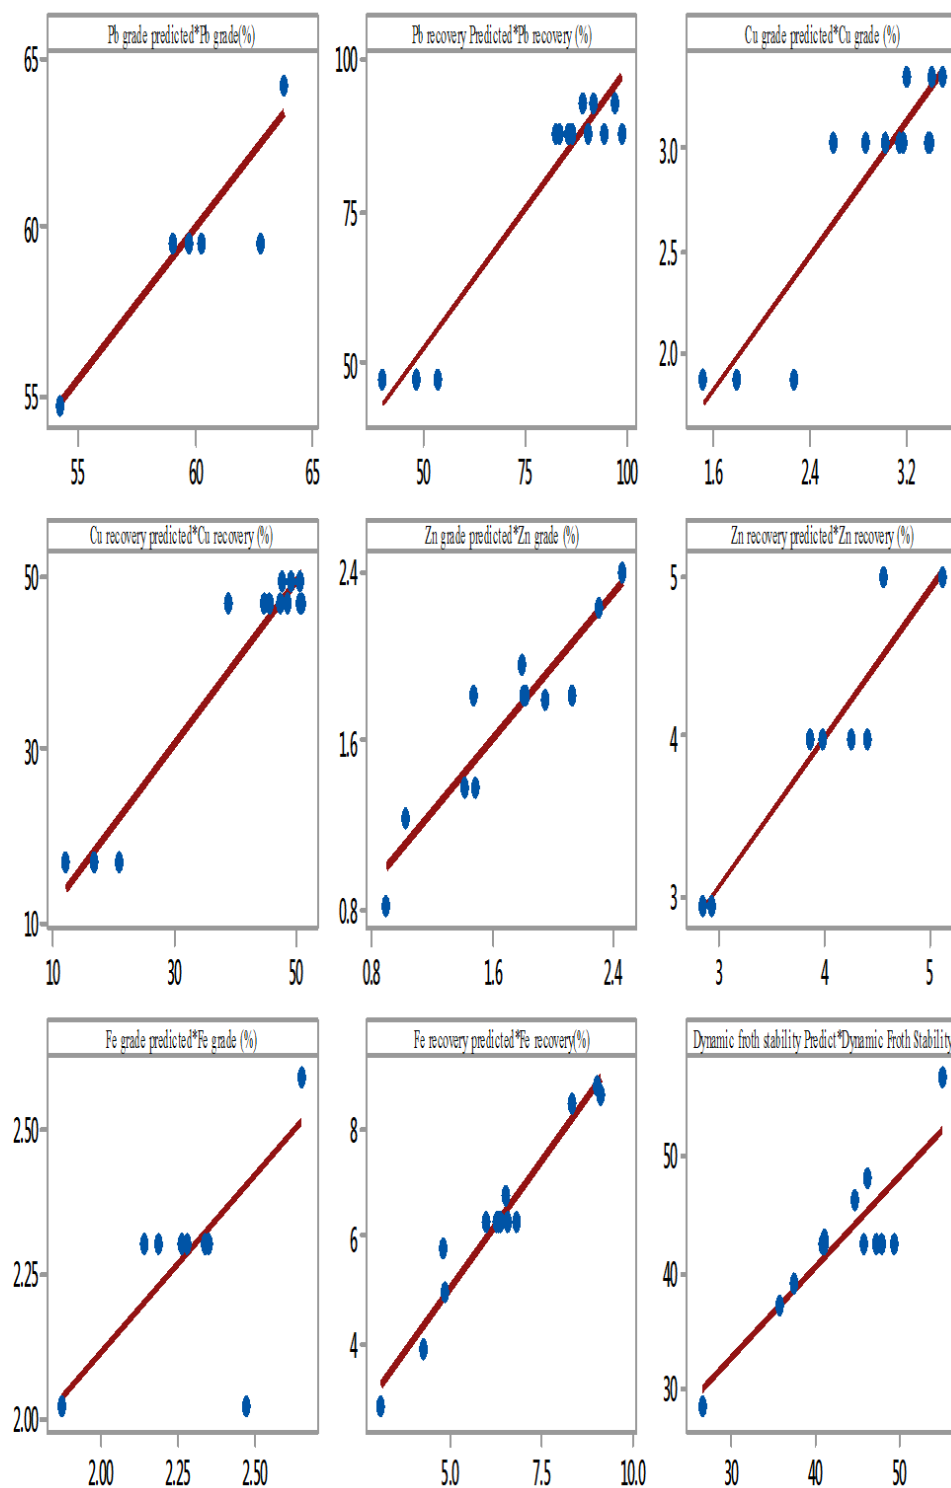 Pb grade predicted*Pb grade(%)
Pb recovery Predicted*Pb recovery (%)
Cu grade predicted*Cu grade (%)
65
60
55
55 60 65
100
75
50
50 75 100
3.0
2.5
2.0
1.6 2.4 3.2
Cu recovery predicted*Cu recovery (%)
Zn grade predicted*Zn grade (%)
Zn recovery predicted*Zn recovery (%)
50
30
10
10 30 50
2.4
1.6
0.8
0.8 1.6 2.4
5
4
3
3 4 5
Fe grade predicted*Fe grade (%)
Fe recovery predicted*Fe recovery(%)
Dynamic froth stability Predict*Dynamic Froth Stability
2.50
2.25
2.00
2.00 2.25 2.50
8
6
4
5.0 7.5 10.0
50
40
30
30 40 50